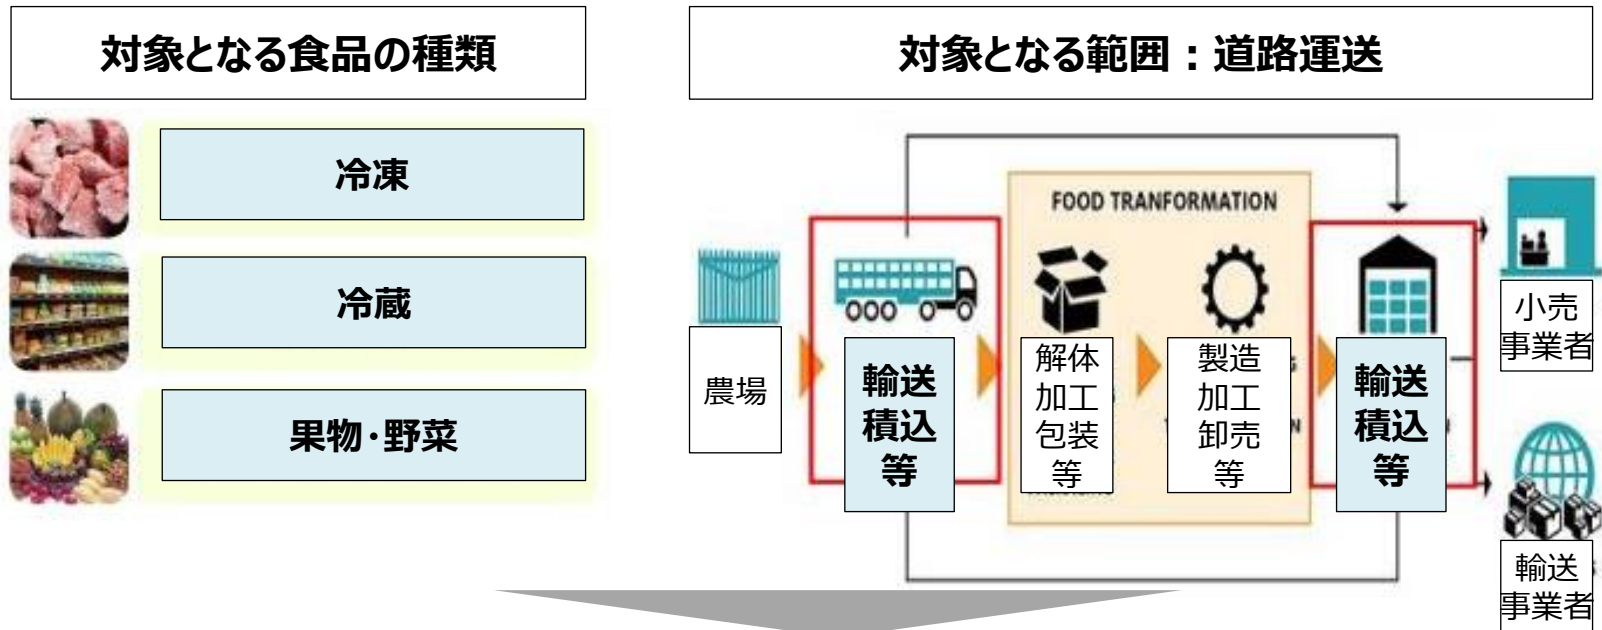 対象となる食品の種類
対象となる範囲：道路運送
冷凍
冷蔵
果物・野菜
FOOD TRANFORMATION
農場
輸送
積込
等
解体
加工
包装
等
製造
加工
卸売
等
輸送
積込
等
小売
事業者
輸送
事業者